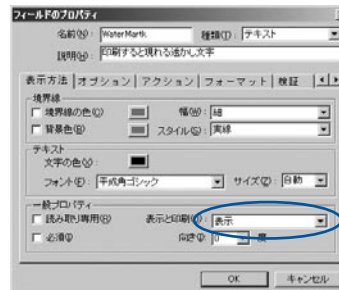 フィールドのプロパティ
名前(N): WaterMartk 種類(T): テキスト
説明(H): 印刷すると現れる透かし文字
表示方法 オプション アクション フォーマット 検証
境界線
境界線の色(C) 幅(W): 細
背景色(B) スタイル(S): 実線
テキスト
文字の色(X):
フォント(F): 平成角ゴシック サイズ(Z): 自動
一般プロパティ
読み取り専用(R) 表示と印刷(V): 表示
必須(Q) 向き(I): 0 度
OK キャンセル